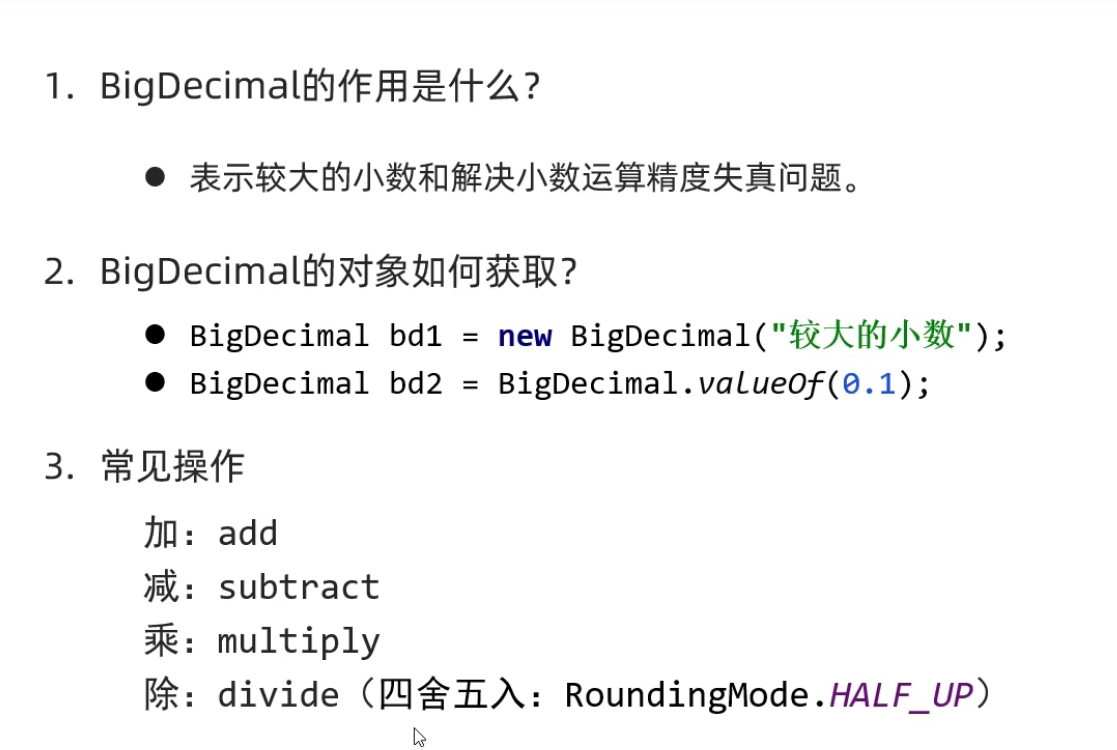 1. BigDecimal的作用是什么？
● 表示较大的小数和解决小数运算精度失真问题。
2. BigDecimal的对象如何获取？
● BigDecimal bd1 = new BigDecimal("较大的小数");
● BigDecimal bd2 = BigDecimal.valueOf(0.1);
3. 常见操作
加：add
减：subtract
乘：multiply
除：divide（四舍五入：RoundingMode.HALF_UP）